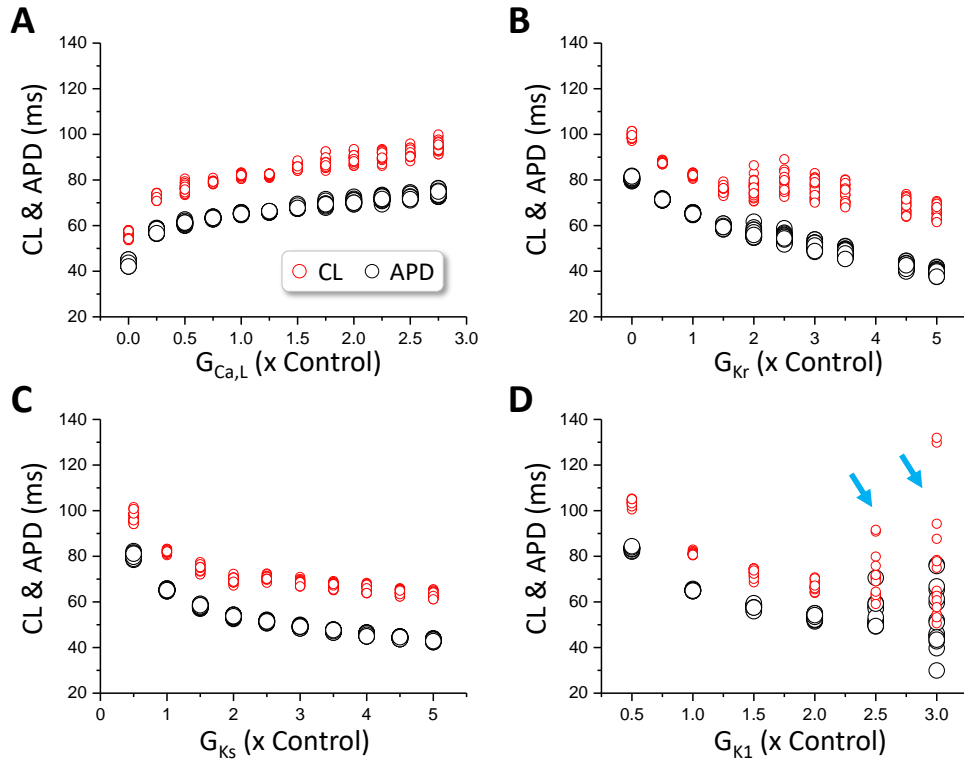 A
CL & APD (ms)
140
120
100
80
60
40
20
0.0 0.5 1.0 1.5 2.0 2.5 3.0
G_Ca,L (x Control)
CL APD
B
CL & APD (ms)
140
120
100
80
60
40
20
0 1 2 3 4 5
G_Kr (x Control)
C
CL & APD (ms)
140
120
100
80
60
40
20
0 1 2 3 4 5
G_Ks (x Control)
D
CL & APD (ms)
140
120
100
80
60
40
20
0.5 1.0 1.5 2.0 2.5 3.0
G_K1 (x Control)